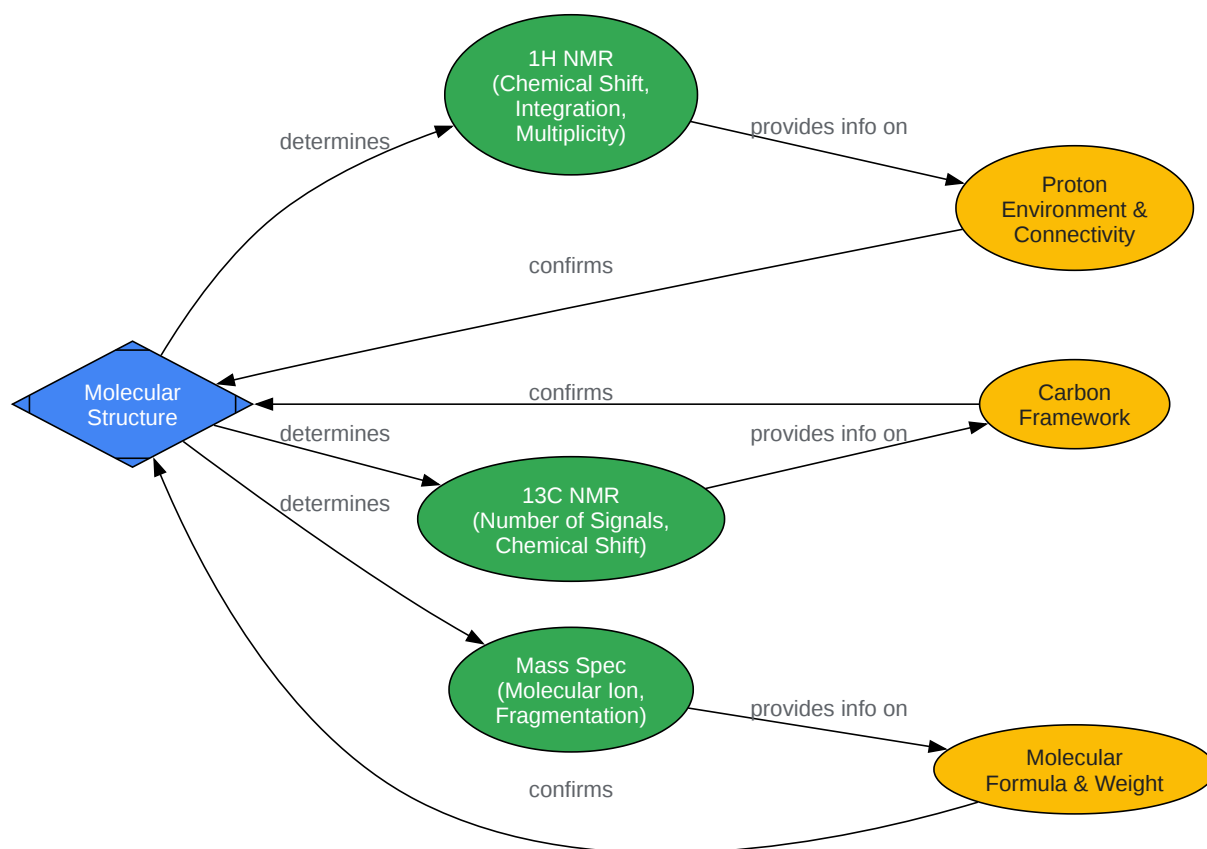 1H NMR
(Chemical Shift,
Integration,
Multiplicity)
determines
provides info on
Proton
Environment &
Connectivity
confirms
Molecular
Structure
confirms
Carbon
Framework
determines
provides info on
13C NMR
(Number of Signals,
Chemical Shift)
determines
Mass Spec
(Molecular Ion,
Fragmentation)
provides info on
Molecular
Formula & Weight
confirms